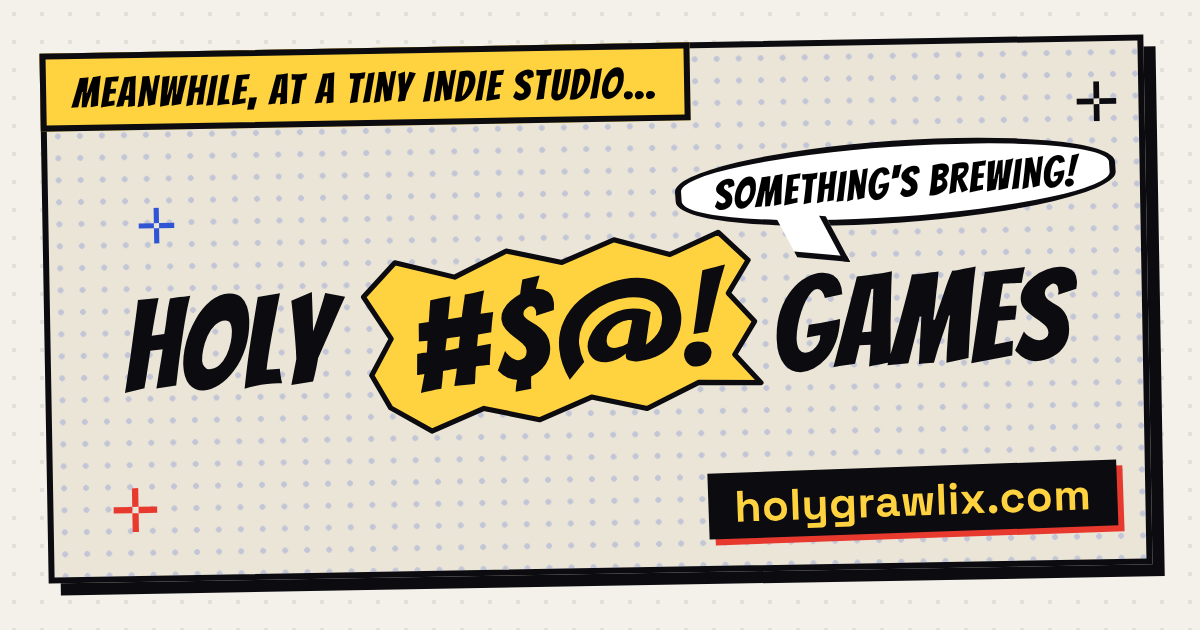 MEANWHILE, AT A TINY INDIE STUDIO...
SOMETHING'S BREWING!
HOLY #$@! GAMES
holygrawlix.com